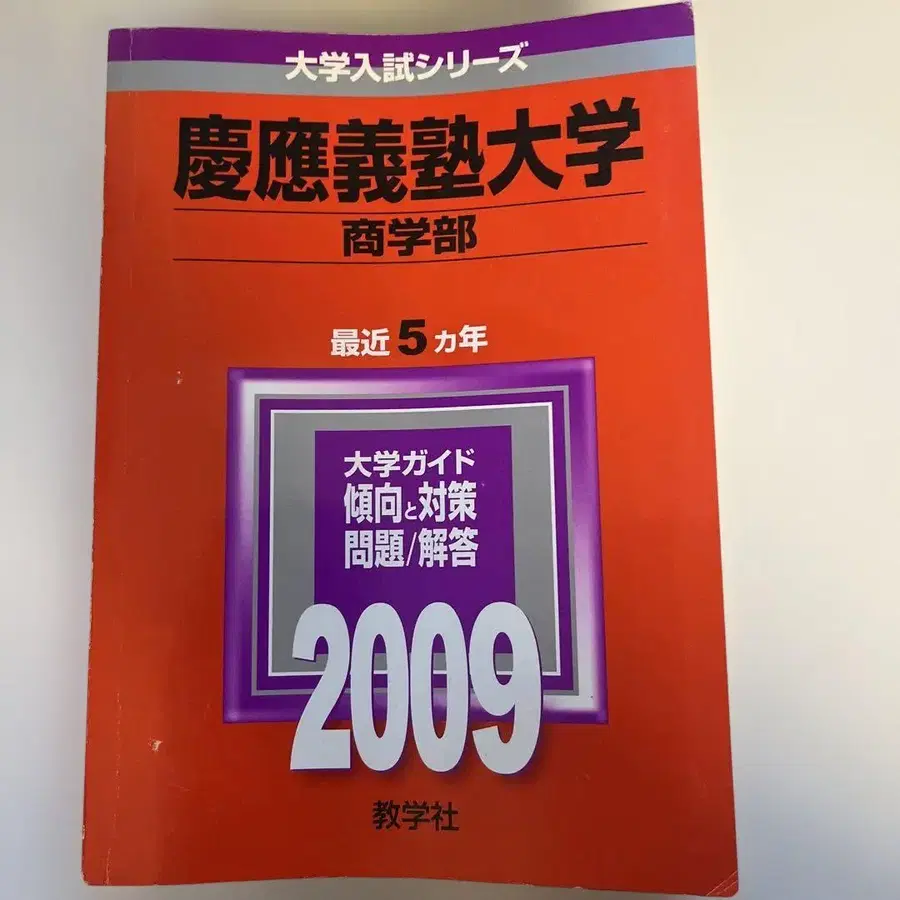 大学入試シリーズ
慶應義塾大学
商学部
最近5ヵ年
大学ガイド
傾向と対策
問題/解答
2009
教学社